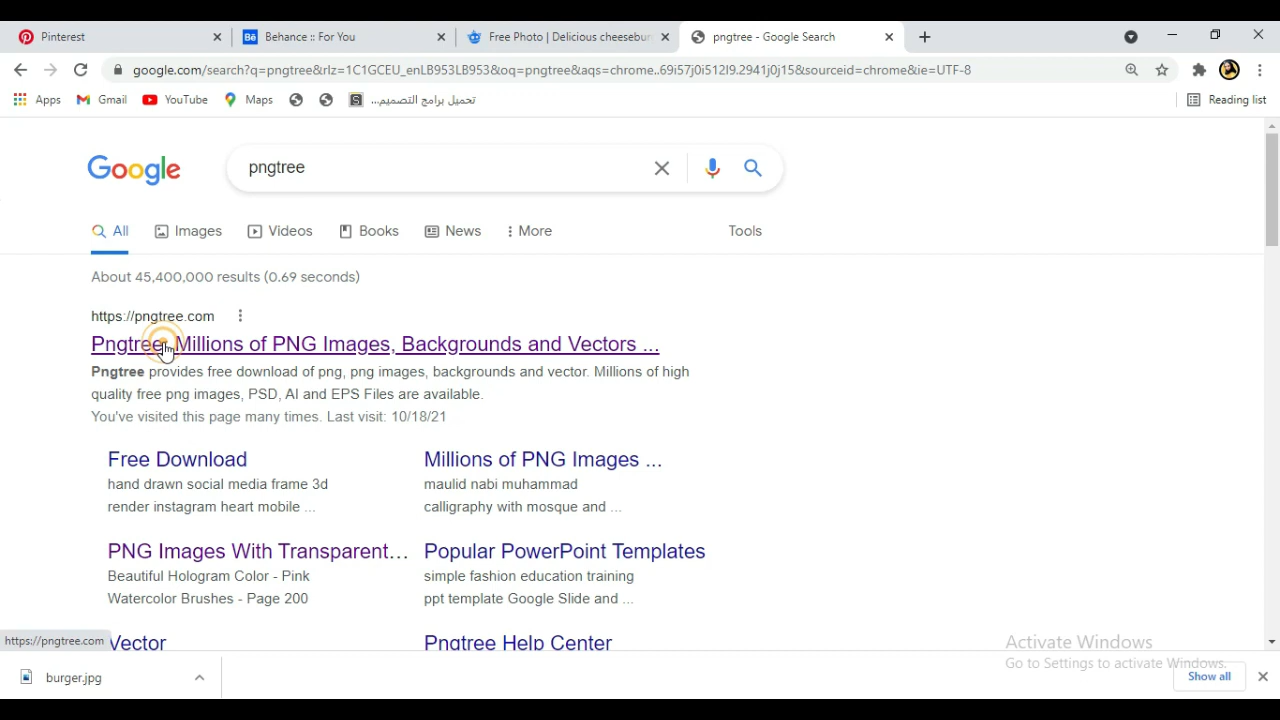 Pinterest
Behance :: For You
Free Photo | Delicious cheesebur
pngtree - Google Search
google.com/search?q=pngtree&rlz=1C1GCEU_enLB953LB953&oq=pngtree&aqs=chrome..69i57j0i512l9.2941j0j15&sourceid=chrome&ie=UTF-8
Apps
Gmail
YouTube
Maps
تحميل برامج التصميم...
Reading list
Google
pngtree
All
Images
Videos
Books
News
More
Tools
About 45,400,000 results (0.69 seconds)
https://pngtree.com
Pngtree: Millions of PNG Images, Backgrounds and Vectors ...
Pngtree provides free download of png, png images, backgrounds and vector. Millions of high
quality free png images, PSD, AI and EPS Files are available.
You've visited this page many times. Last visit: 10/18/21
Free Download
hand drawn social media frame 3d
render instagram heart mobile ...
Millions of PNG Images ...
maulid nabi muhammad
calligraphy with mosque and ...
PNG Images With Transparent...
Beautiful Hologram Color - Pink
Watercolor Brushes - Page 200
Popular PowerPoint Templates
simple fashion education training
ppt template Google Slide and ...
Vector
Pngtree Help Center
https://pngtree.com
Activate Windows
Go to Settings to activate Windows.
burger.jpg
Show all